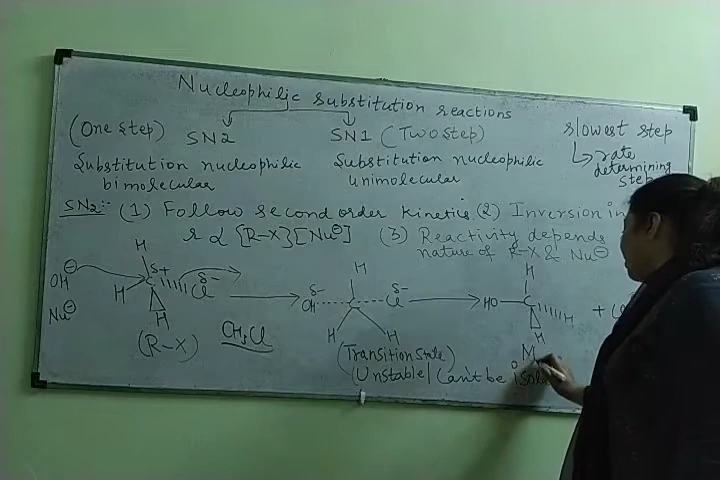 Nucleophilic substitution reactions
(One step) SN2 SN1 (Two step) slowest step
Substitution nucleophilic Substitution nucleophilic rate
bimolecular unimolecular determining
step
SN2:- (1) Follow second order kinetics (2) Inversion in
r α [R-X][Nu⊖] (3) Reactivity depends
nature of R-X & Nu⊖
H H H
OH⊖ C δ+ Cl δ- OH δ- C Cl δ- HO C H +
H H H H H
Nu⊖
(R-X) CH3Cl (Transition state)
(Unstable/Can't be